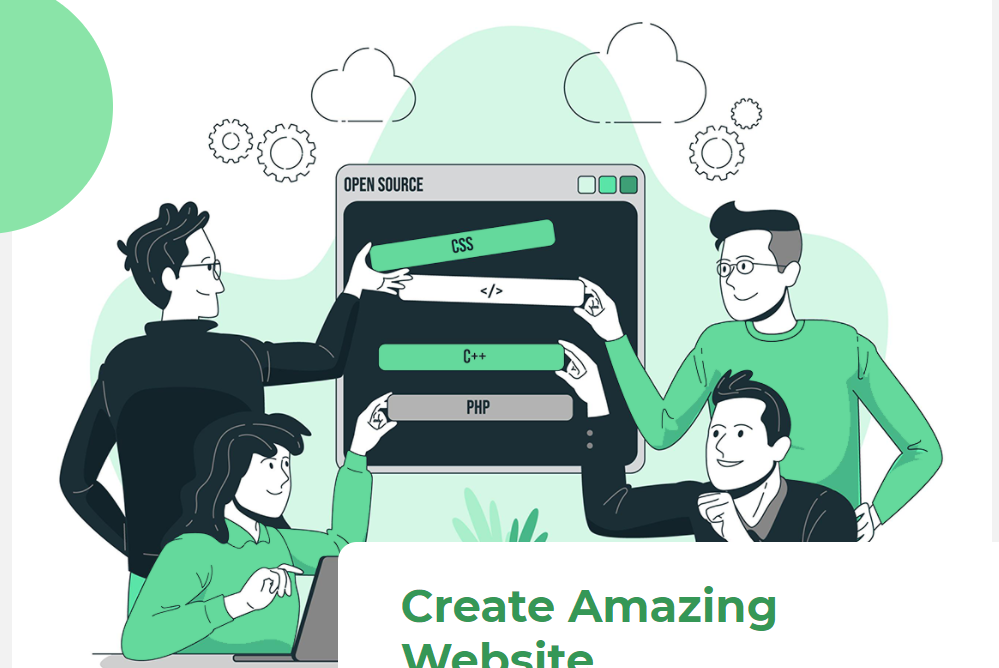 OPEN SOURCE
CSS
</>
C++
PHP
Create Amazing
Website